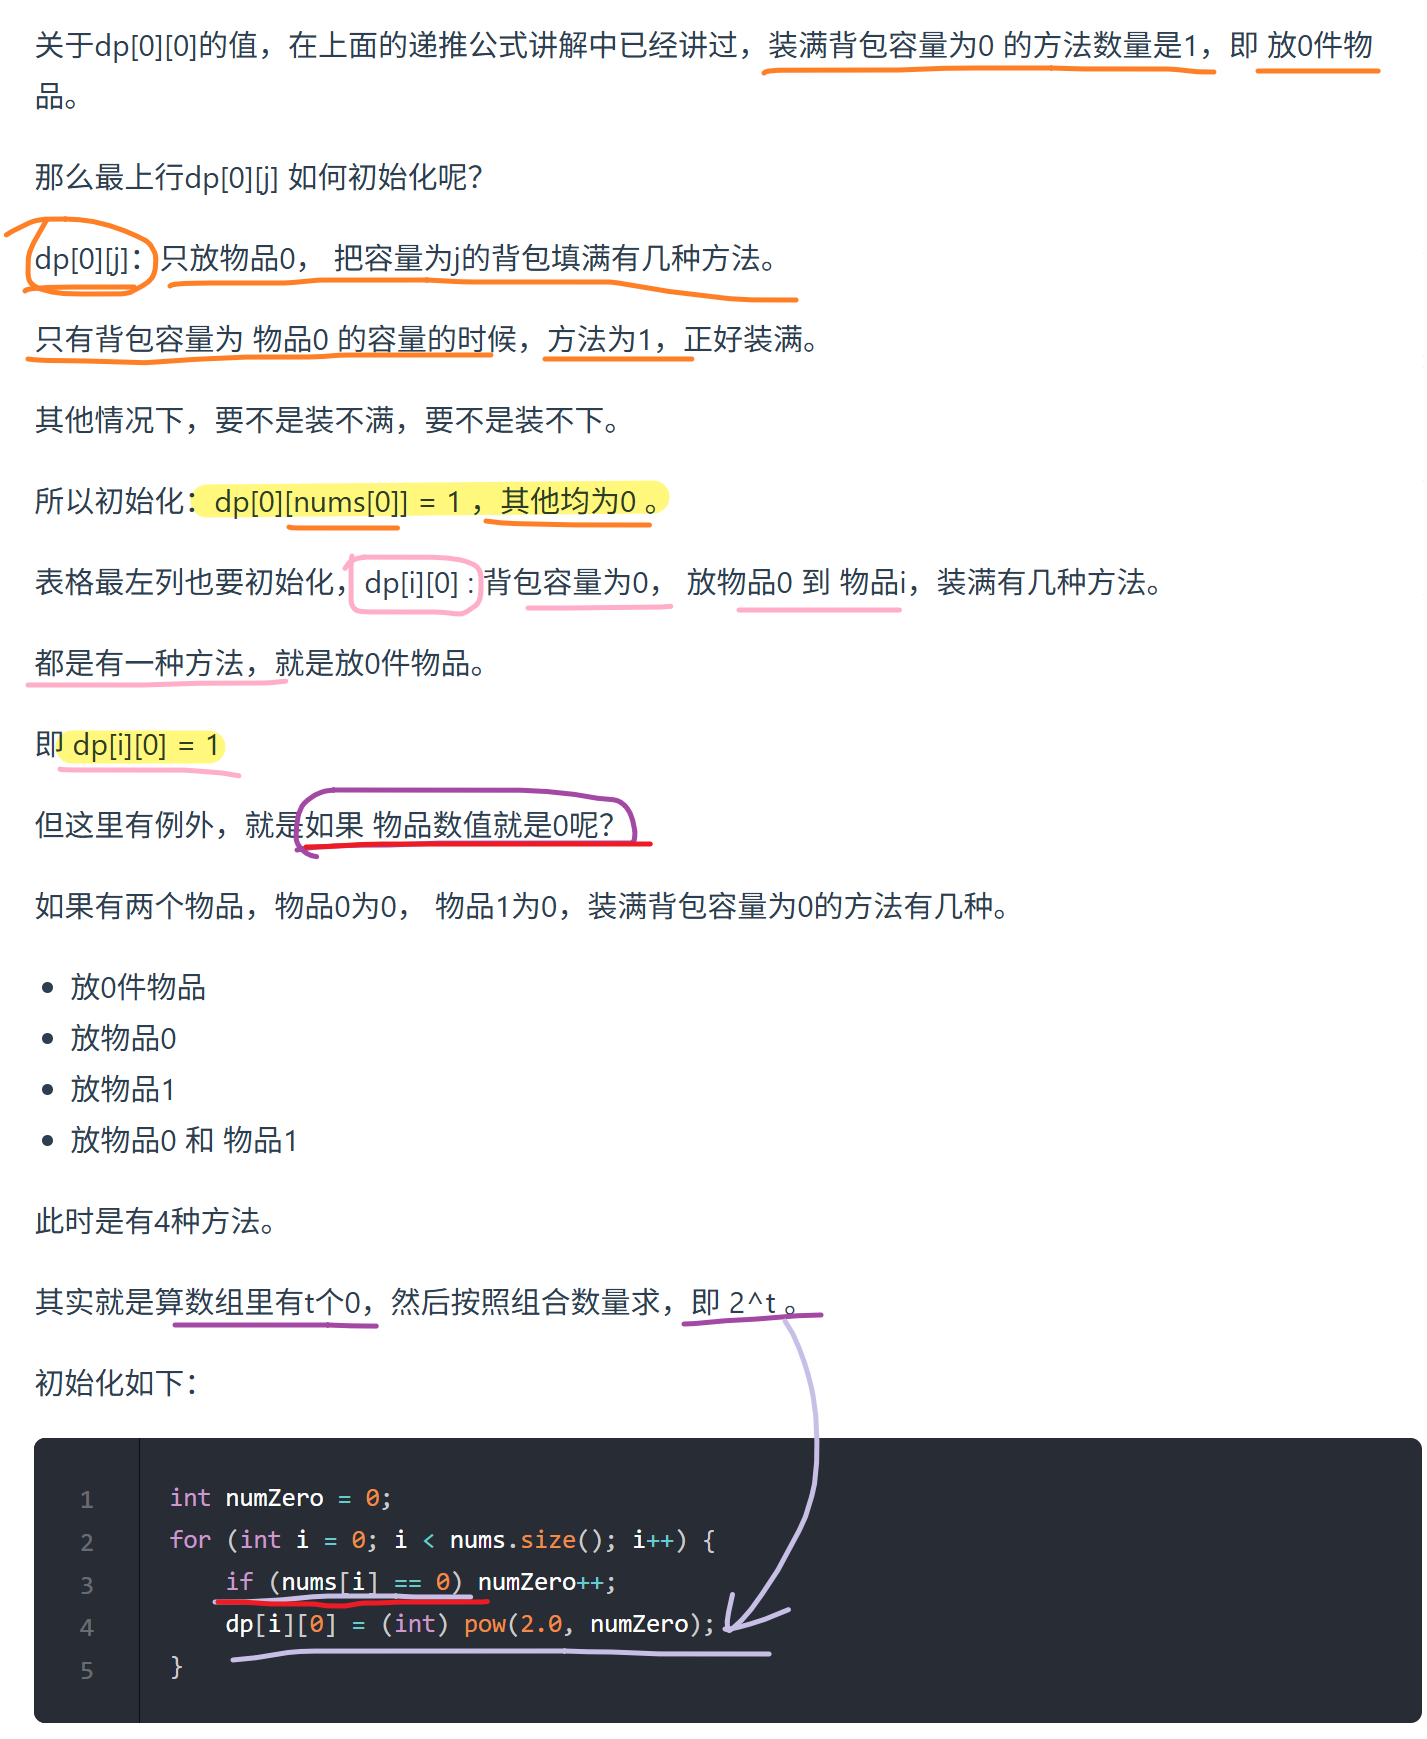 关于dp[0][0]的值，在上面的递推公式讲解中已经讲过，装满背包容量为0 的方法数量是1，即 放0件物
品。
那么最上行dp[0][j] 如何初始化呢？
dp[0][j]：只放物品0， 把容量为j的背包填满有几种方法。
只有背包容量为 物品0 的容量的时候，方法为1，正好装满。
其他情况下，要不是装不满，要不是装不下。
所以初始化：dp[0][nums[0]] = 1 ，其他均为0 。
表格最左列也要初始化，dp[i][0] : 背包容量为0， 放物品0 到 物品i，装满有几种方法。
都是有一种方法，就是放0件物品。
即 dp[i][0] = 1
但这里有例外，就是如果 物品数值就是0呢？
如果有两个物品，物品0为0， 物品1为0，装满背包容量为0的方法有几种。
• 放0件物品
• 放物品0
• 放物品1
• 放物品0 和 物品1
此时是有4种方法。
其实就是算数组里有t个0，然后按照组合数量求，即 2^t 。
初始化如下：
1 int numZero = 0;
2 for (int i = 0; i < nums.size(); i++) {
3     if (nums[i] == 0) numZero++;
4     dp[i][0] = (int) pow(2.0, numZero);
5 }